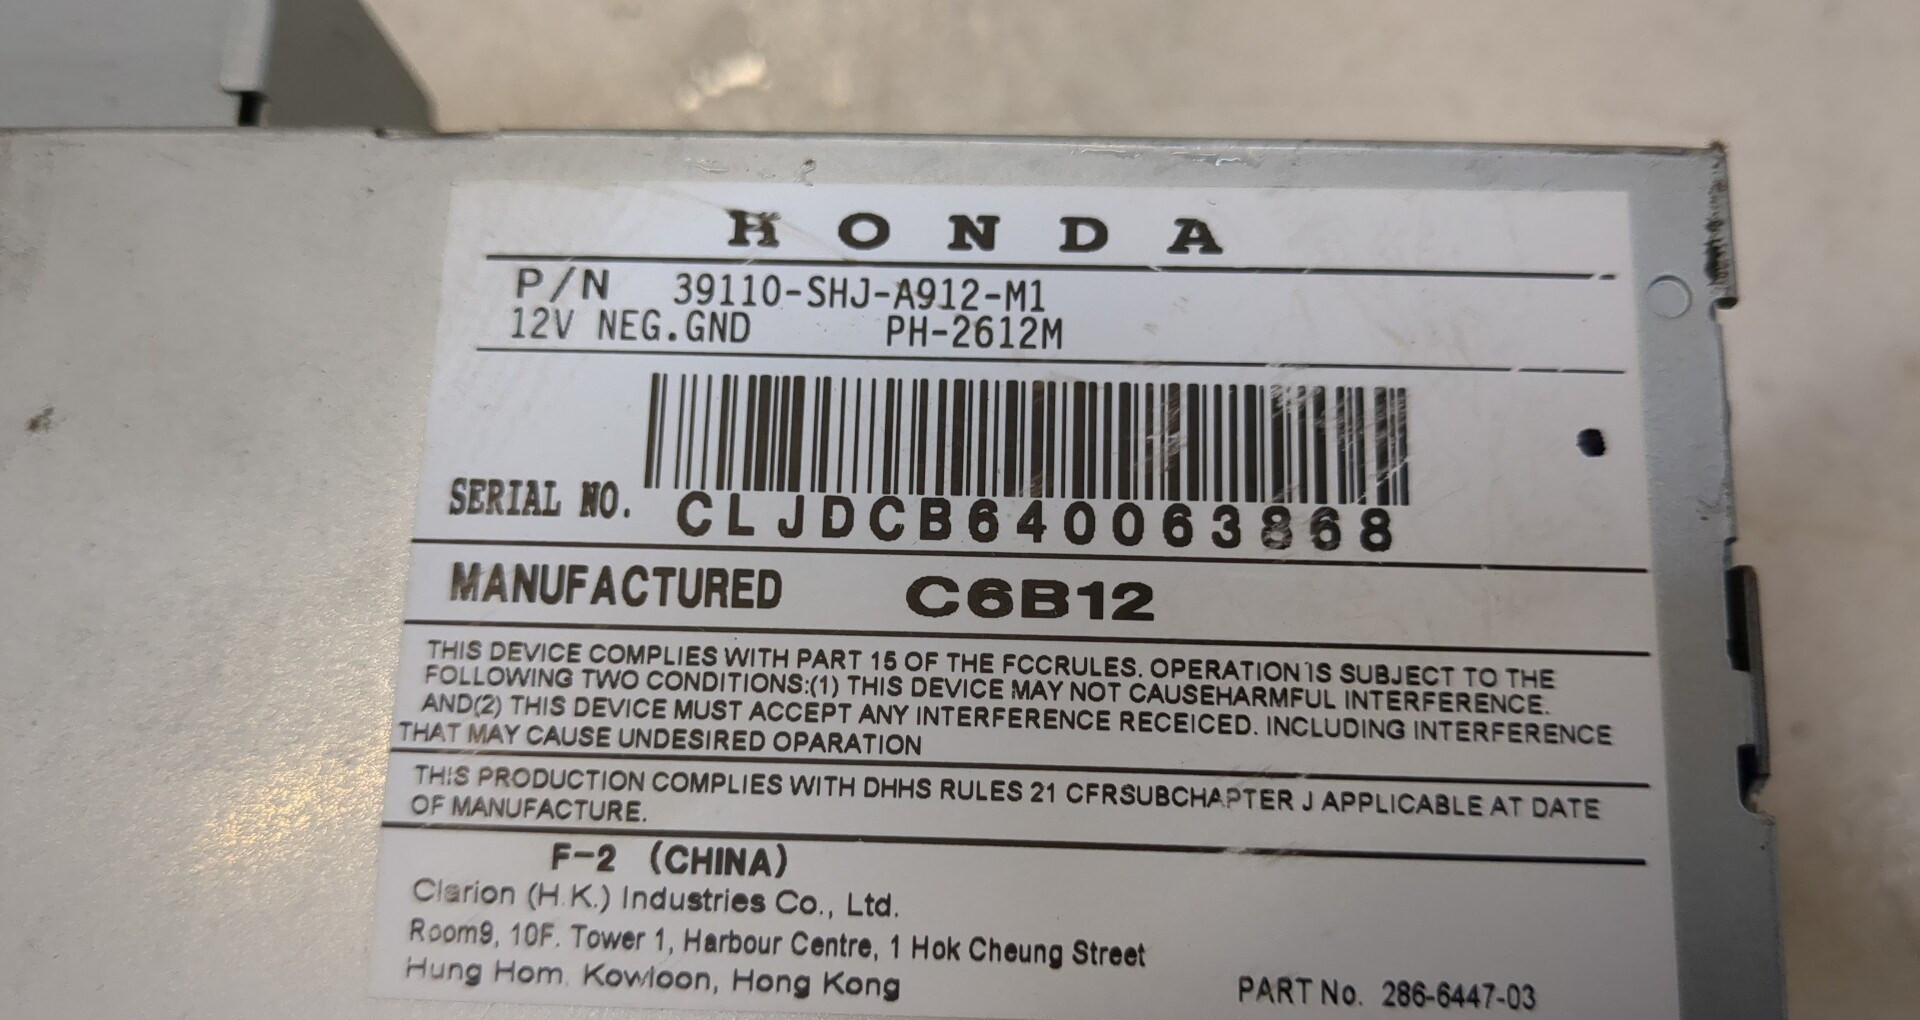 HONDA
P/N 39110-SHJ-A912-M1
12V NEG.GND PH-2612M
SERIAL NO. CLJDCB640063868
MANUFACTURED C6B12
THIS DEVICE COMPLIES WITH PART 15 OF THE FCCRULES. OPERATION IS SUBJECT TO THE
FOLLOWING TWO CONDITIONS:(1) THIS DEVICE MAY NOT CAUSEHARMFUL INTERFERENCE.
AND(2) THIS DEVICE MUST ACCEPT ANY INTERFERENCE RECEICED. INCLUDING INTERFERENCE
THAT MAY CAUSE UNDESIRED OPARATION
THIS PRODUCTION COMPLIES WITH DHHS RULES 21 CFRSUBCHAPTER J APPLICABLE AT DATE
OF MANUFACTURE.
F-2 (CHINA)
Clarion (H.K.) Industries Co., Ltd.
Room9, 10F. Tower 1, Harbour Centre, 1 Hok Cheung Street
Hung Hom. Kowloon, Hong Kong
PART No. 286-6447-03